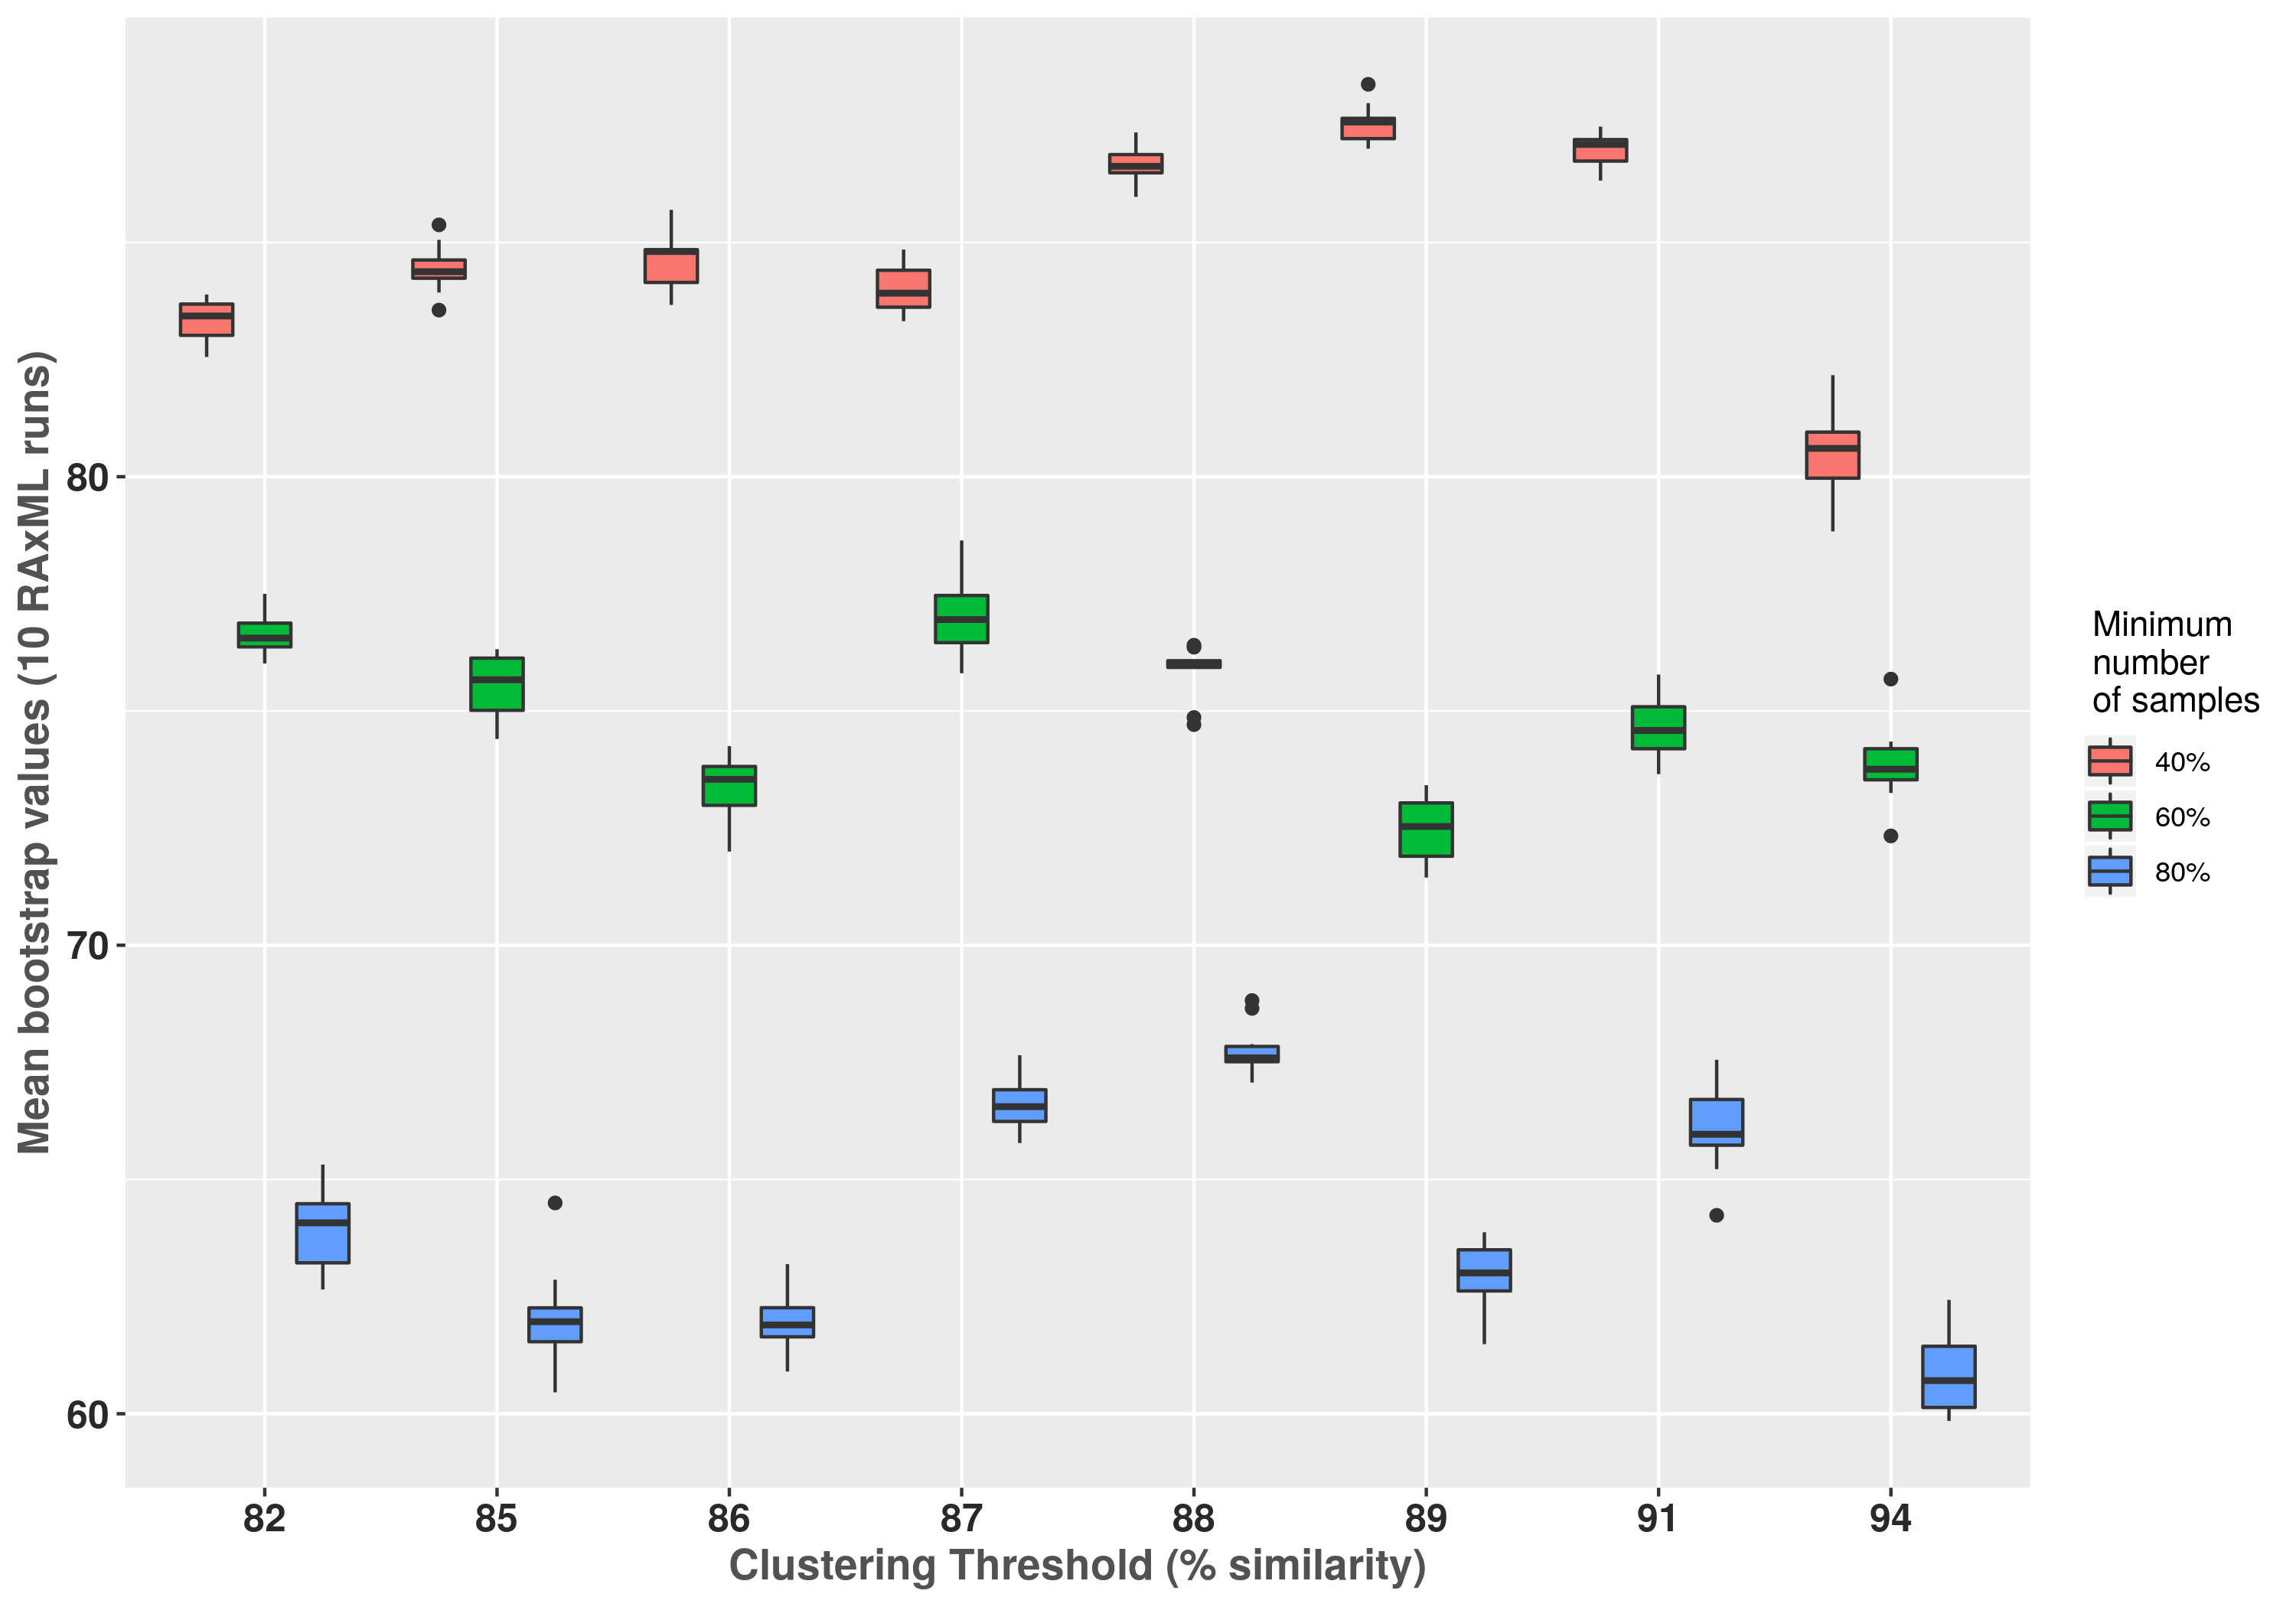 Mean bootstrap values (10 RAxML runs)
80
70
60
82 85 86 87 88 89 91 94
Clustering Threshold (% similarity)
Minimum
number
of samples
40%
60%
80%